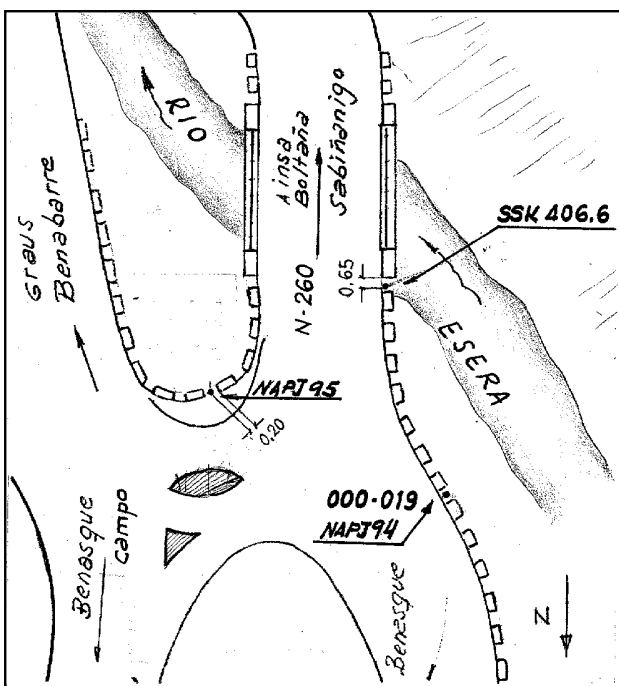 RIO
Graus
Benabarre
Ainsa
Boltaña
Sabiñanigo
N-260
0.65
SSK 406.6
ESERA
NAPJ95
0,20
000-019
NAPJ94
Benasque
Campo
Benesque
N